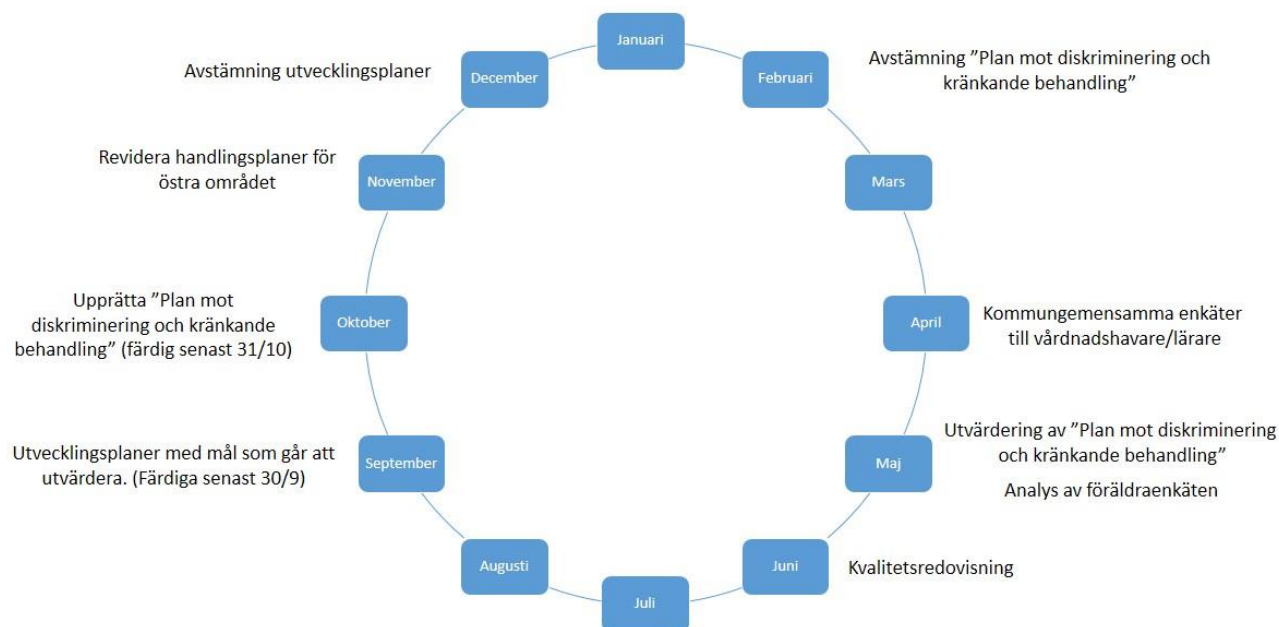 Januari
Februari
Avstämning ”Plan mot diskriminering och
kränkande behandling”
Mars
April
Kommungemensamma enkäter
till vårdnadshavare/lärare
Maj
Utvärdering av ”Plan mot diskriminering
och kränkande behandling”
Analys av föräldraenkäten
Juni
Kvalitetsredovisning
Juli
Augusti
September
Utvecklingsplaner med mål som går att
utvärdera. (Färdiga senast 30/9)
Oktober
Upprätta ”Plan mot
diskriminering och kränkande
behandling” (färdig senast 31/10)
November
Revidera handlingsplaner för
östra området
December
Avstämning utvecklingsplaner